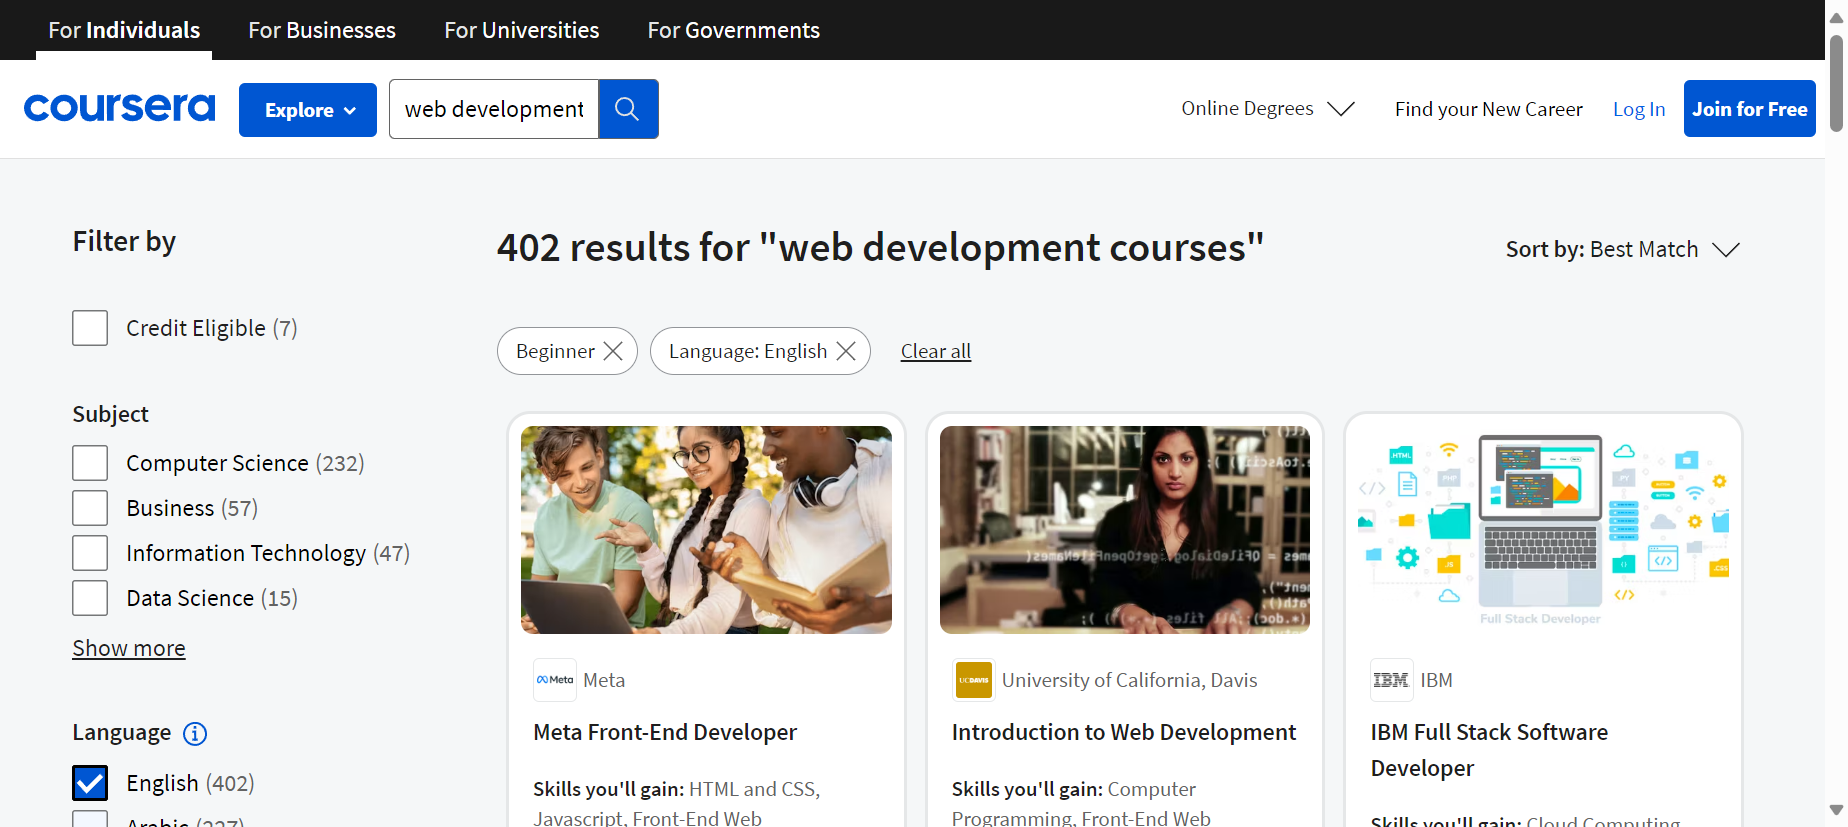 For Individuals
For Businesses
For Universities
For Governments
coursera
Explore
web development
Online Degrees
Find your New Career
Log In
Join for Free
Filter by
402 results for "web development courses"
Sort by: Best Match
Credit Eligible (7)
Beginner
Language: English
Clear all
Subject
Computer Science (232)
Business (57)
Information Technology (47)
Data Science (15)
Show more
Language
English (402)
Arabic (227)
Meta
Meta
Meta Front-End Developer
Skills you'll gain: HTML and CSS,
Javascript, Front-End Web
UCDAVIS
University of California, Davis
Introduction to Web Development
Skills you'll gain: Computer
Programming, Front-End Web
HTML
PHP
JS
CSS
Full Stack Developer
IBM
IBM
IBM Full Stack Software
Developer
Skills you'll gain: Cloud Computing